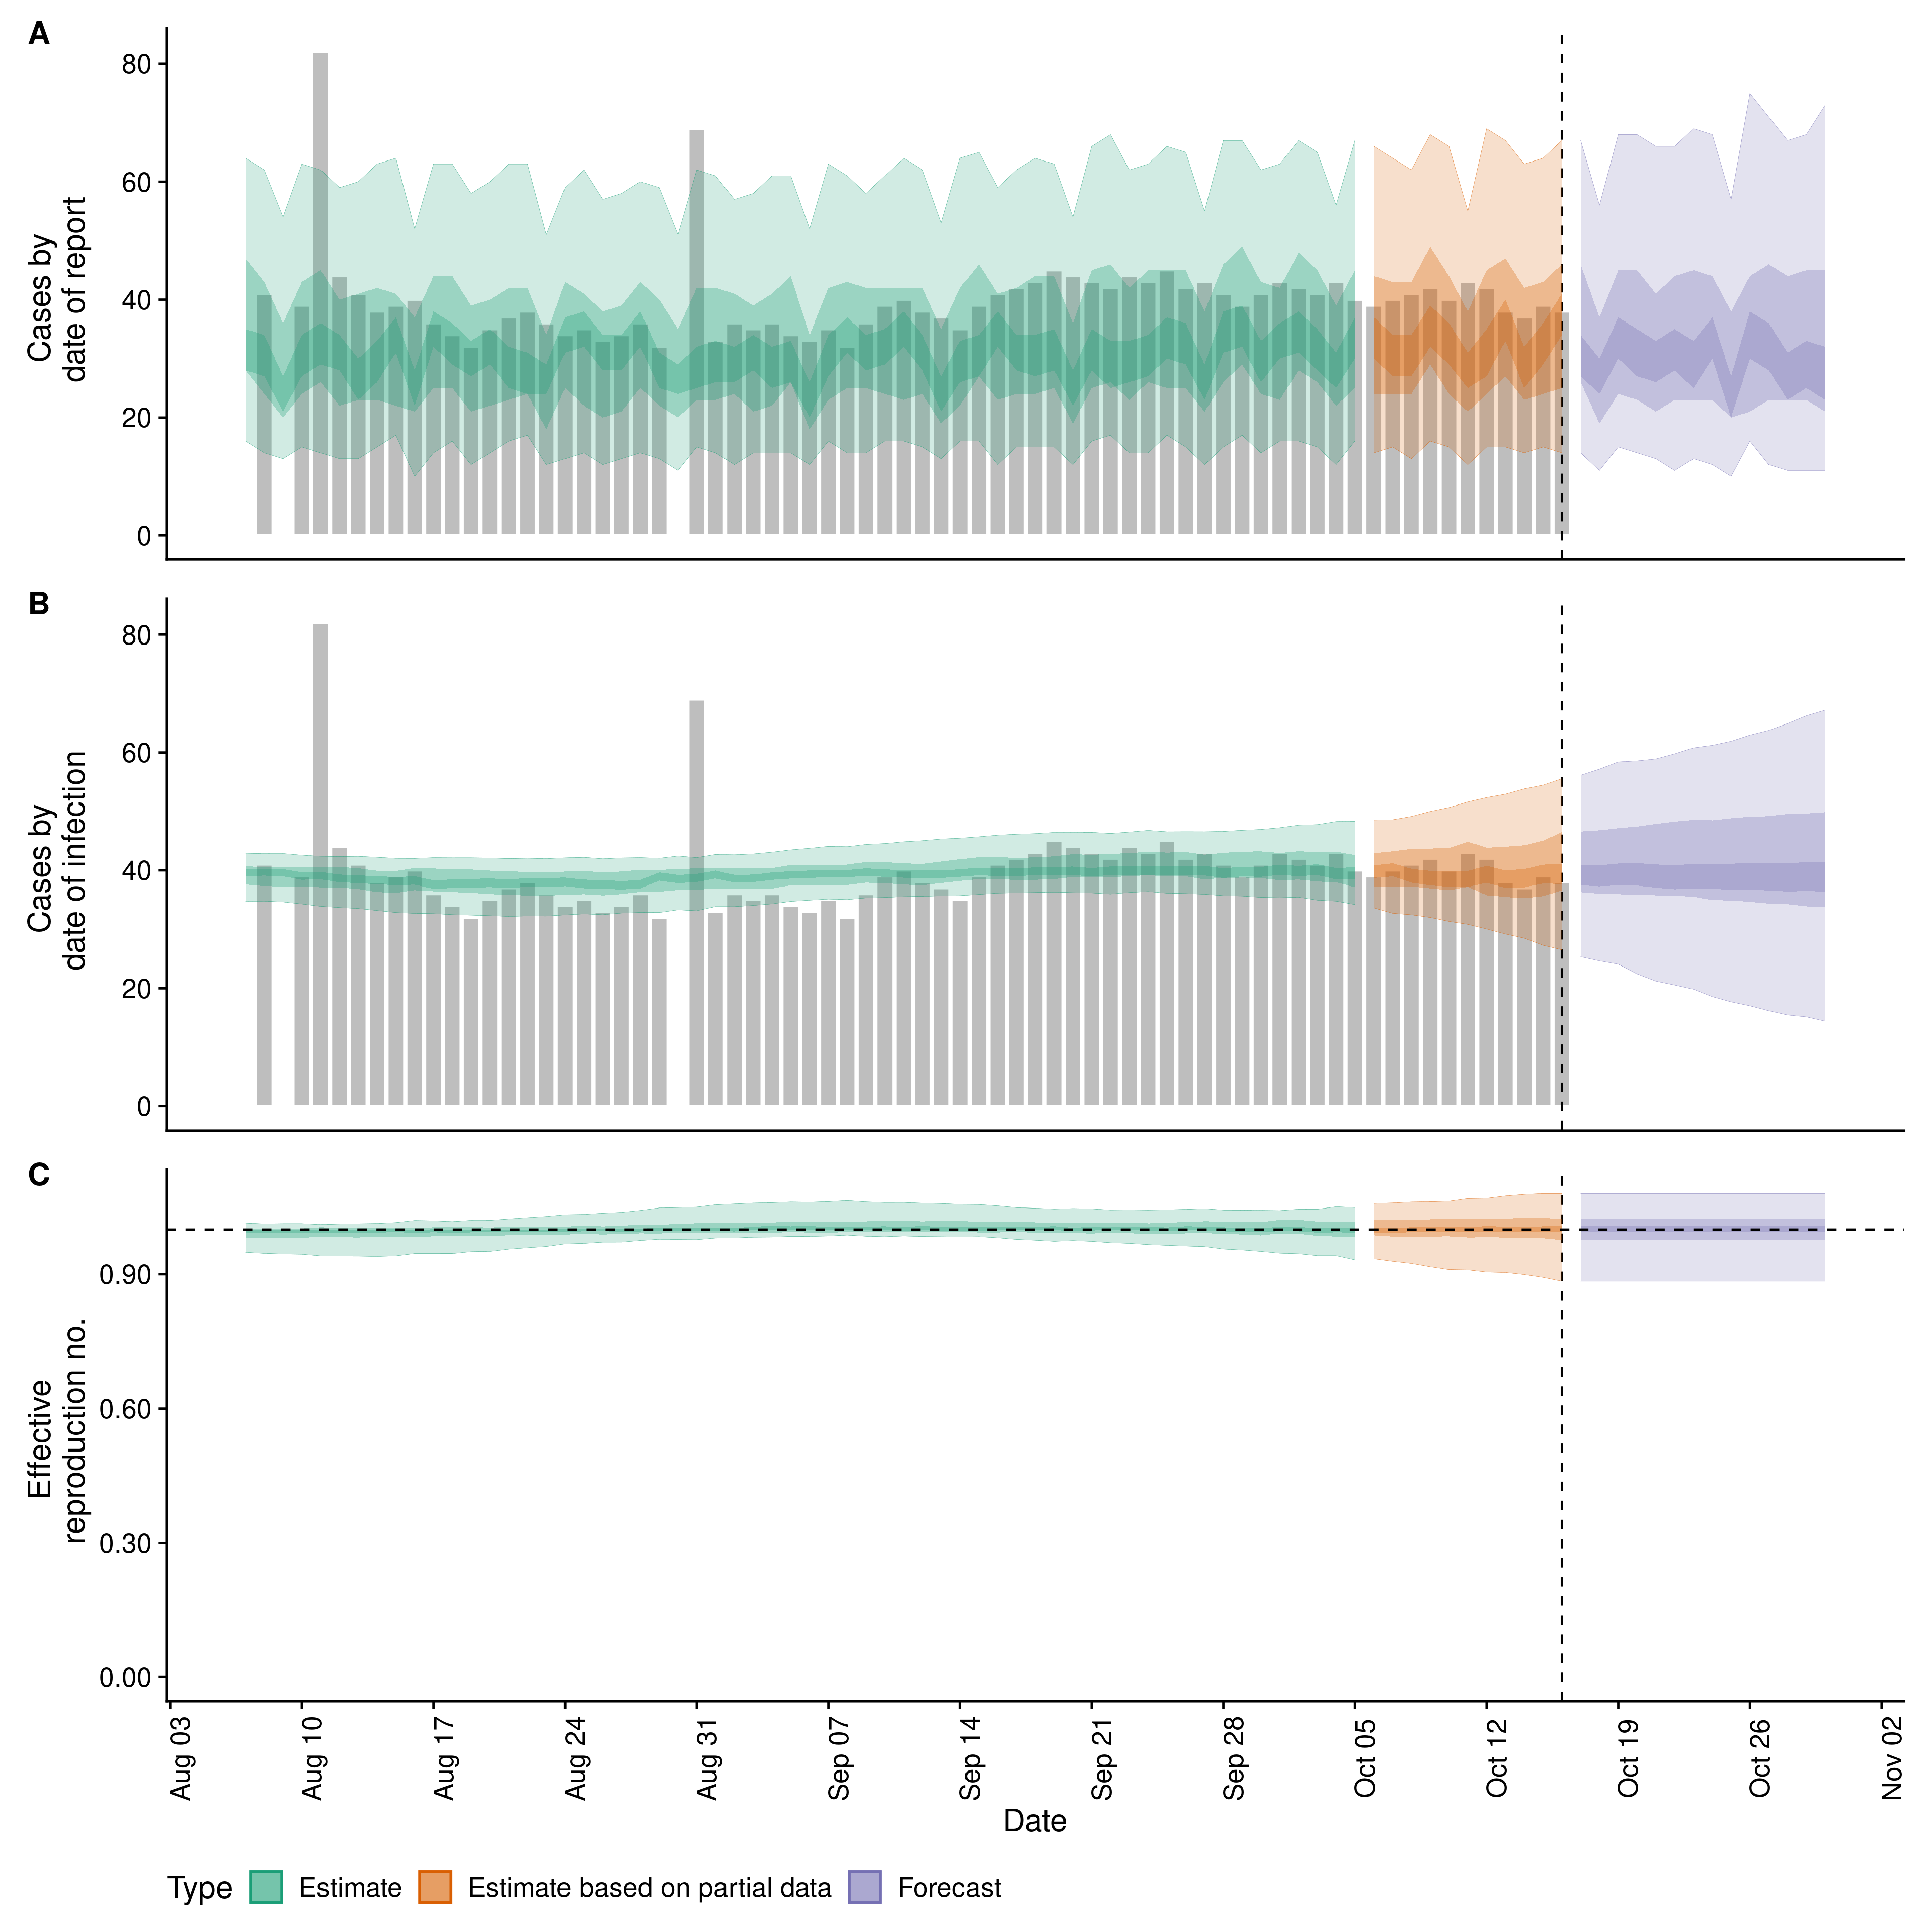 A
80
60
40
20
0
Cases by
date of report
B
80
60
40
20
0
Cases by
date of infection
C
0.90
0.60
0.30
0.00
Effective
reproduction no.
Aug 03
Aug 10
Aug 17
Aug 24
Aug 31
Sep 07
Sep 14
Sep 21
Sep 28
Oct 05
Oct 12
Oct 19
Oct 26
Nov 02
Date
Type Estimate Estimate based on partial data Forecast